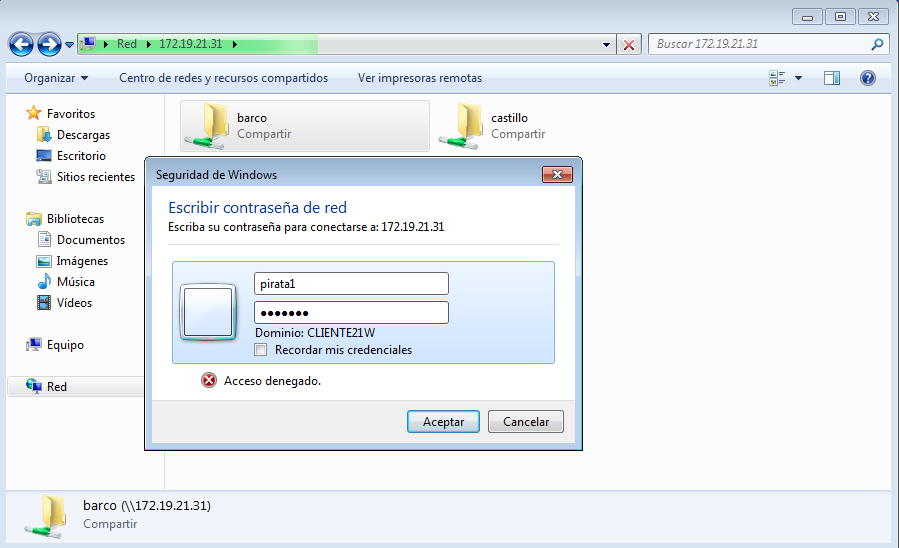 Red 172.19.21.31
Buscar 172.19.21.31
Organizar Centro de redes y recursos compartidos Ver impresoras remotas
Favoritos
Descargas
Escritorio
Sitios recientes
Bibliotecas
Documentos
Imágenes
Música
Vídeos
Equipo
Red
barco
Compartir
castillo
Compartir
Seguridad de Windows
Escribir contraseña de red
Escriba su contraseña para conectarse a: 172.19.21.31
pirata1
●●●●●●●
Dominio: CLIENTE21W
Recordar mis credenciales
Acceso denegado.
Aceptar Cancelar
barco (\\172.19.21.31)
Compartir